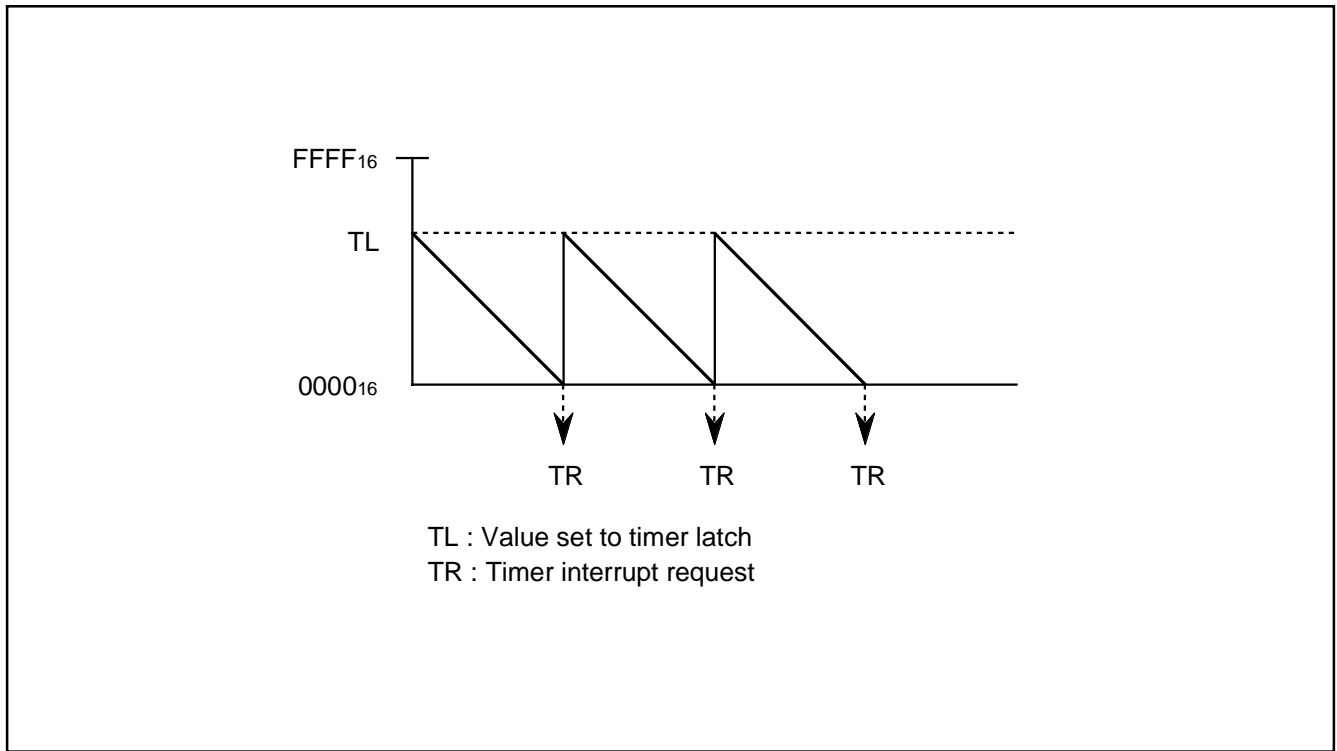 FFFF16
TL
000016
TR TR TR
TL : Value set to timer latch
TR : Timer interrupt request